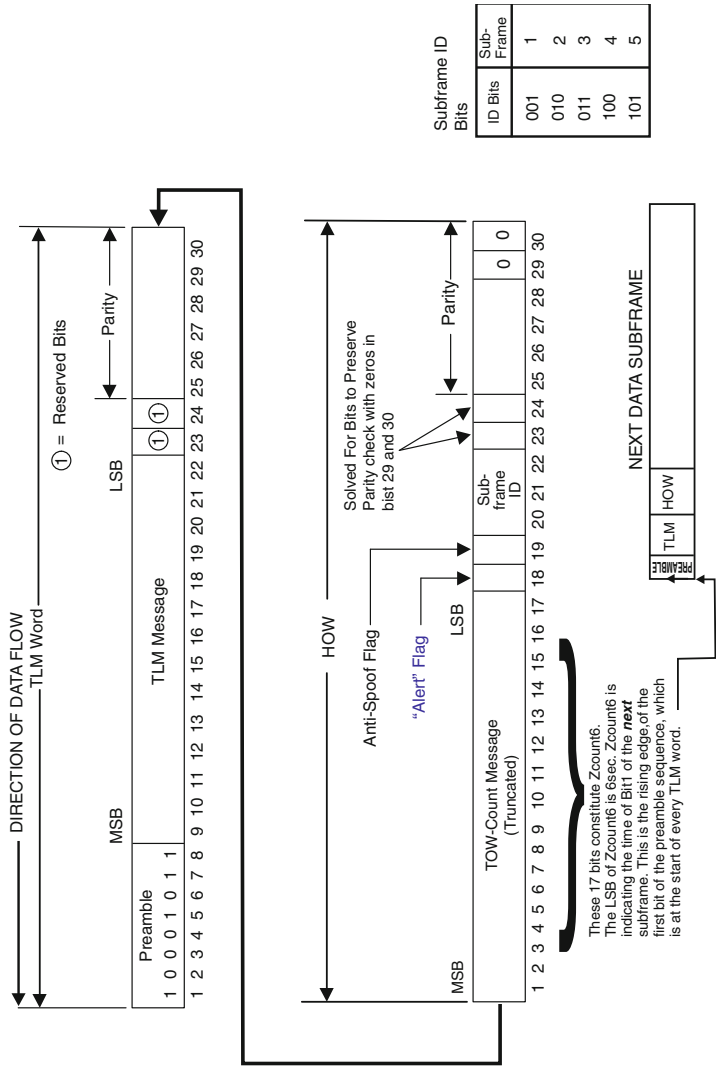 DIRECTION OF DATA FLOW
TLM Word
① = Reserved Bits
Parity
MSB
LSB
Preamble
TLM Message
1 0 0 0 1 0 1 1
① ①
1 2 3 4 5 6 7 8 9 10 11 12 13 14 15 16 17 18 19 20 21 22 23 24 25 26 27 28 29 30
HOW
Anti-Spoof Flag
"Alert" Flag
Solved For Bits to Preserve
Parity check with zeros in
bist 29 and 30
Parity
MSB
LSB
TOW-Count Message
(Truncated)
Sub-
frame
ID
0 0
1 2 3 4 5 6 7 8 9 10 11 12 13 14 15 16 17 18 19 20 21 22 23 24 25 26 27 28 29 30
These 17 bits constitute Zcount6.
The LSB of Zcount6 is 6sec. Zcount6 is
indicating the time of Bit1 of the next
subframe. This is the rising edge,of the
first bit of the preamble sequence, which
is at the start of every TLM word.
NEXT DATA SUBFRAME
PREAMBLE
TLM
HOW
Subframe ID
Bits
ID Bits
Sub-
Frame
001 1
010 2
011 3
100 4
101 5